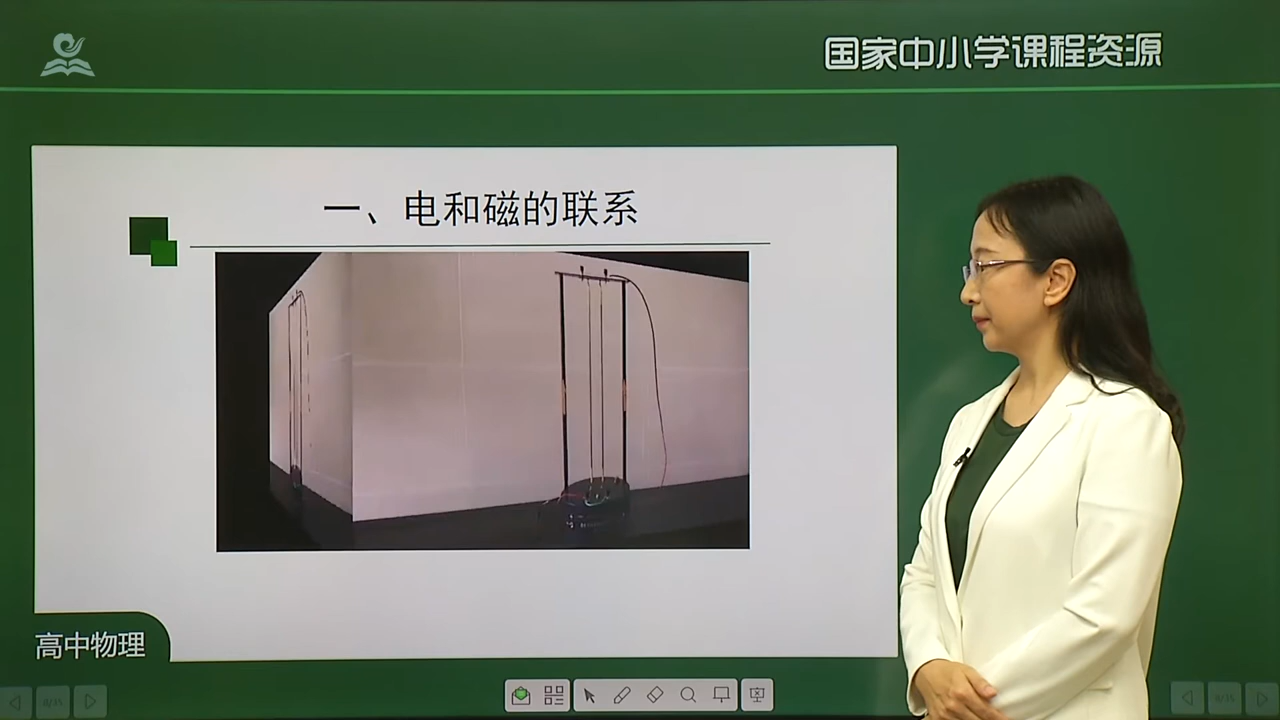 国家中小学课程资源
一、电和磁的联系
高中物理